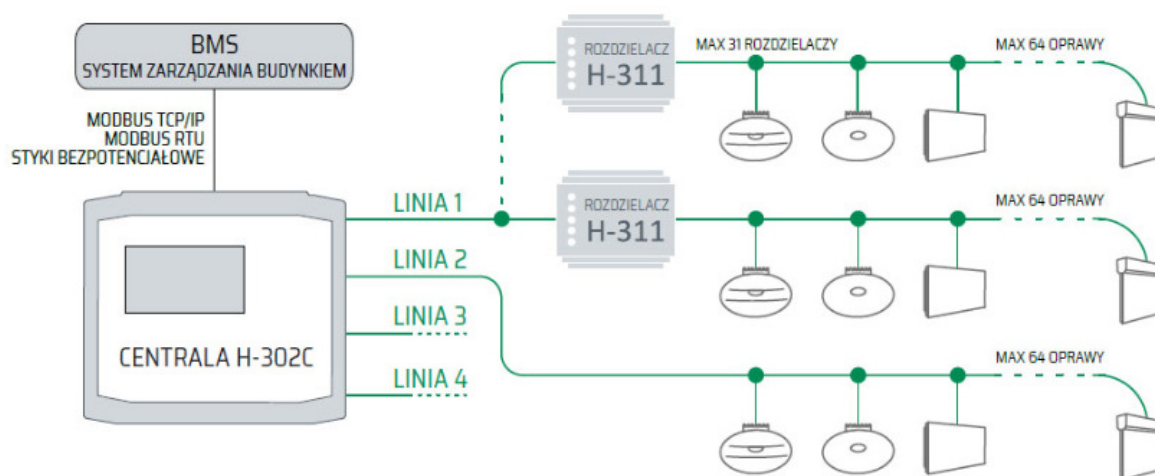 BMS
SYSTEM ZARZĄDZANIA BUDYNKIEM
MODBUS TCP/IP
MODBUS RTU
STYKI BEZPOTENCJAŁOWE
CENTRALA H-302C
LINIA 1
LINIA 2
LINIA 3
LINIA 4
ROZDZIELACZ
H-311
MAX 31 ROZDZIELACZY
MAX 64 OPRAWY
ROZDZIELACZ
H-311
MAX 64 OPRAWY
MAX 64 OPRAWY